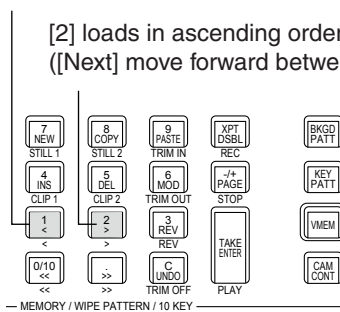 [2] loads in ascending order
([Next] move forward betwe
7 NEW
8 COPY
9 PASTE
XPT DSBL
BKGD PATT
STILL 1
STILL 2
TRIM IN
REC
4 INS
5 DEL
6 MOD
-/+ PAGE
KEY PATT
CLIP 1
CLIP 2
TRIM OUT
STOP
1 <
2 >
3 REV
TAKE ENTER
VMEM
<
>
REV
0/10 <<
. >>
C UNDO
CAM CONT
<<
>>
TRIM OFF
PLAY
MEMORY / WIPE PATTERN / 10 KEY